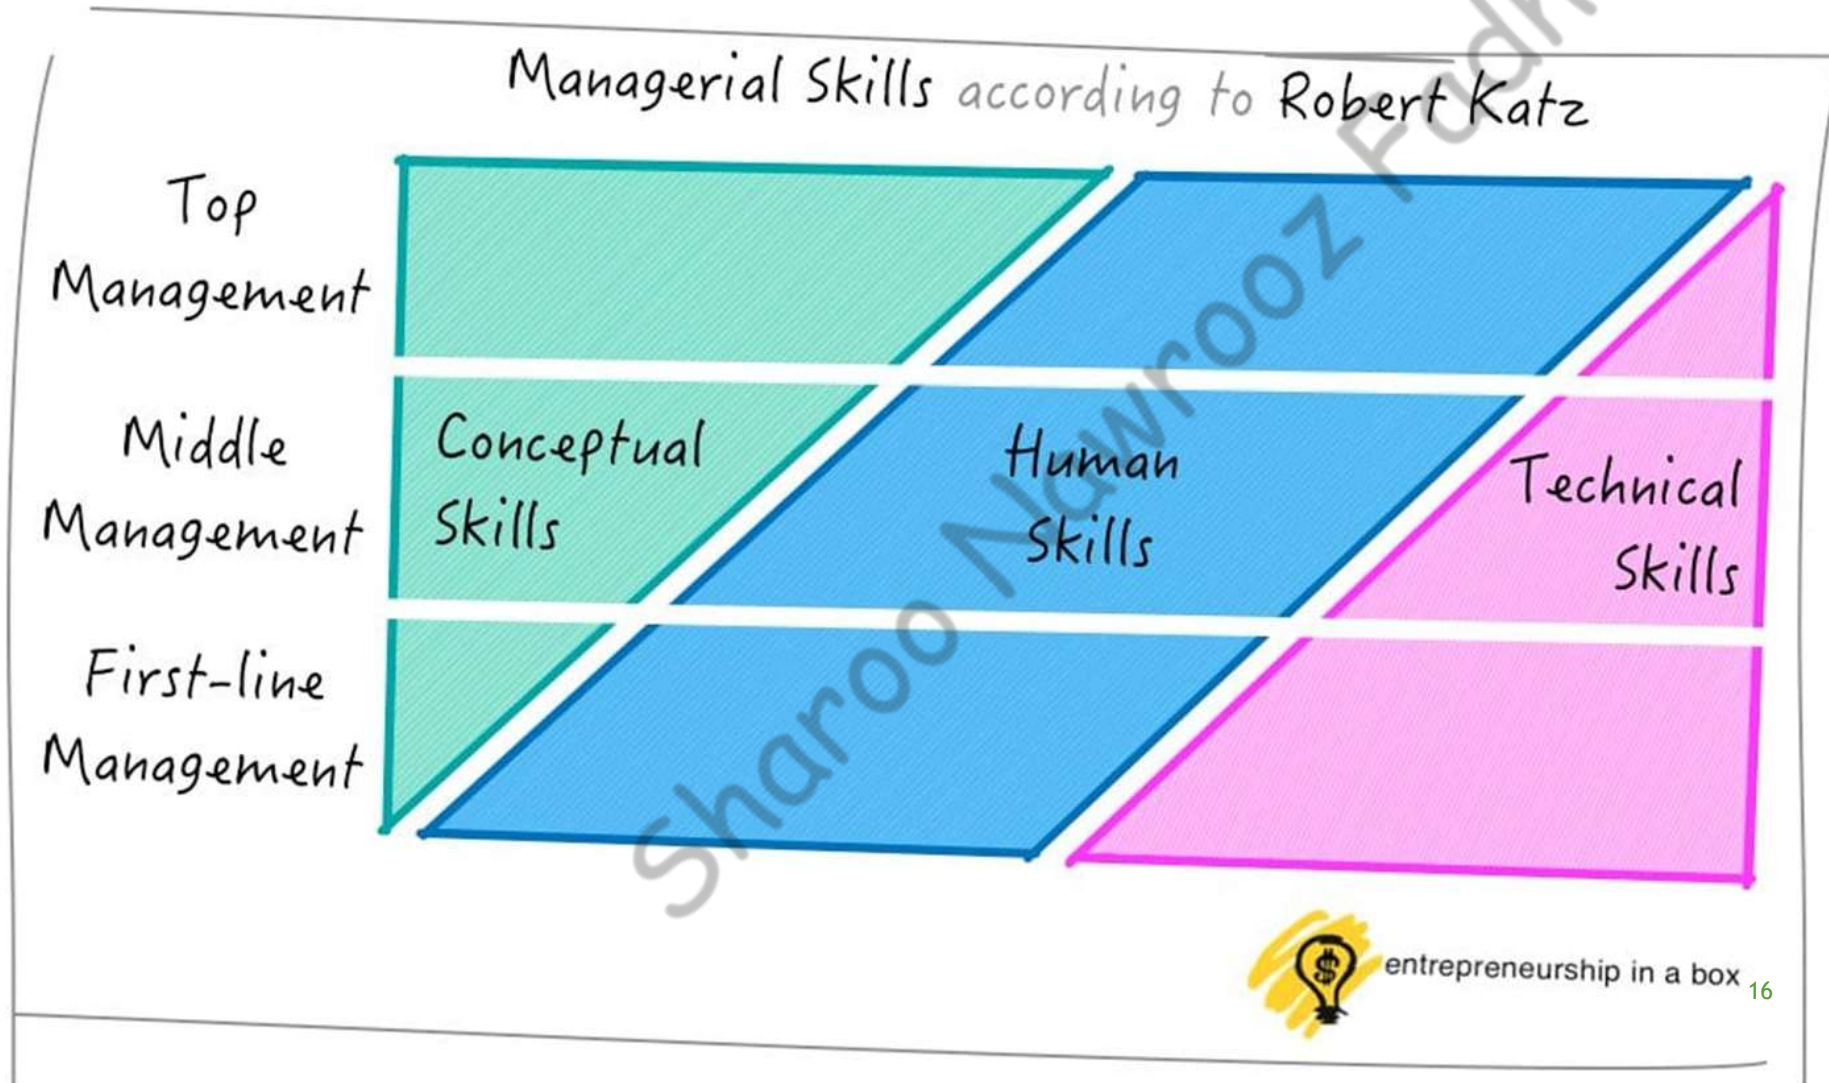 Managerial Skills according to Robert Katz
Top
Management
Middle
Management
Conceptual
Skills
Human
Skills
Technical
Skills
First-line
Management
Sharoo Nawrooz
entrepreneurship in a box
16